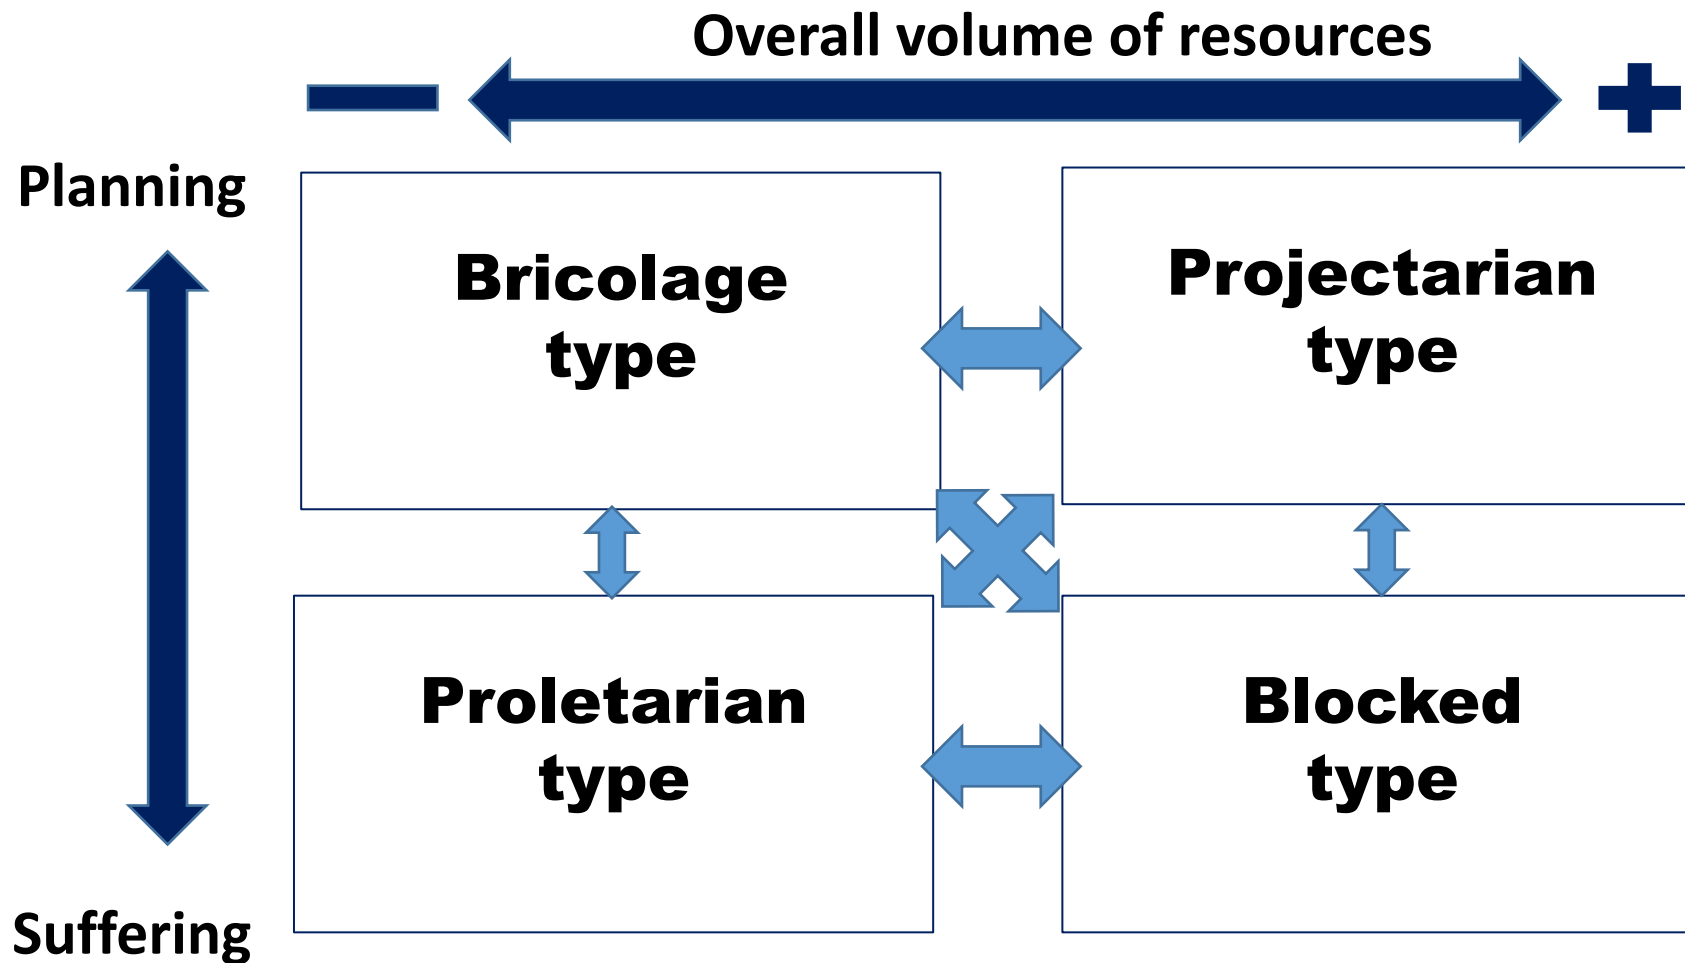 Overall volume of resources
Planning
Bricolage
type
Projectarian
type
Proletarian
type
Blocked
type
Suffering